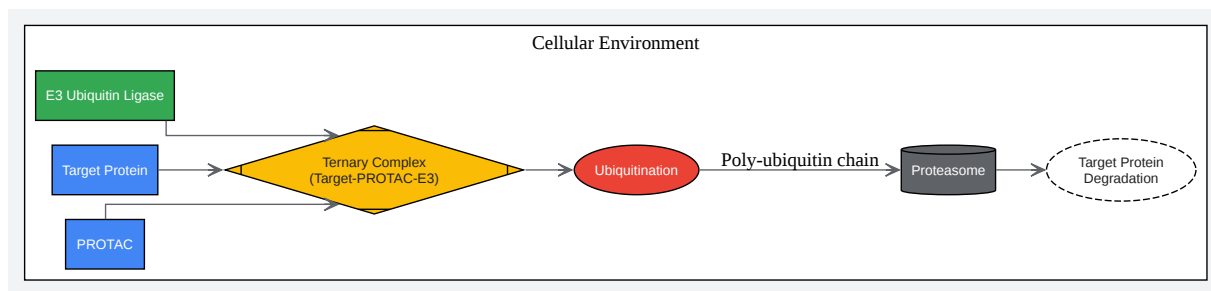 Cellular Environment
E3 Ubiquitin Ligase
Target Protein
PROTAC
Ternary Complex
(Target-PROTAC-E3)
Ubiquitination
Poly-ubiquitin chain
Proteasome
Target Protein
Degradation